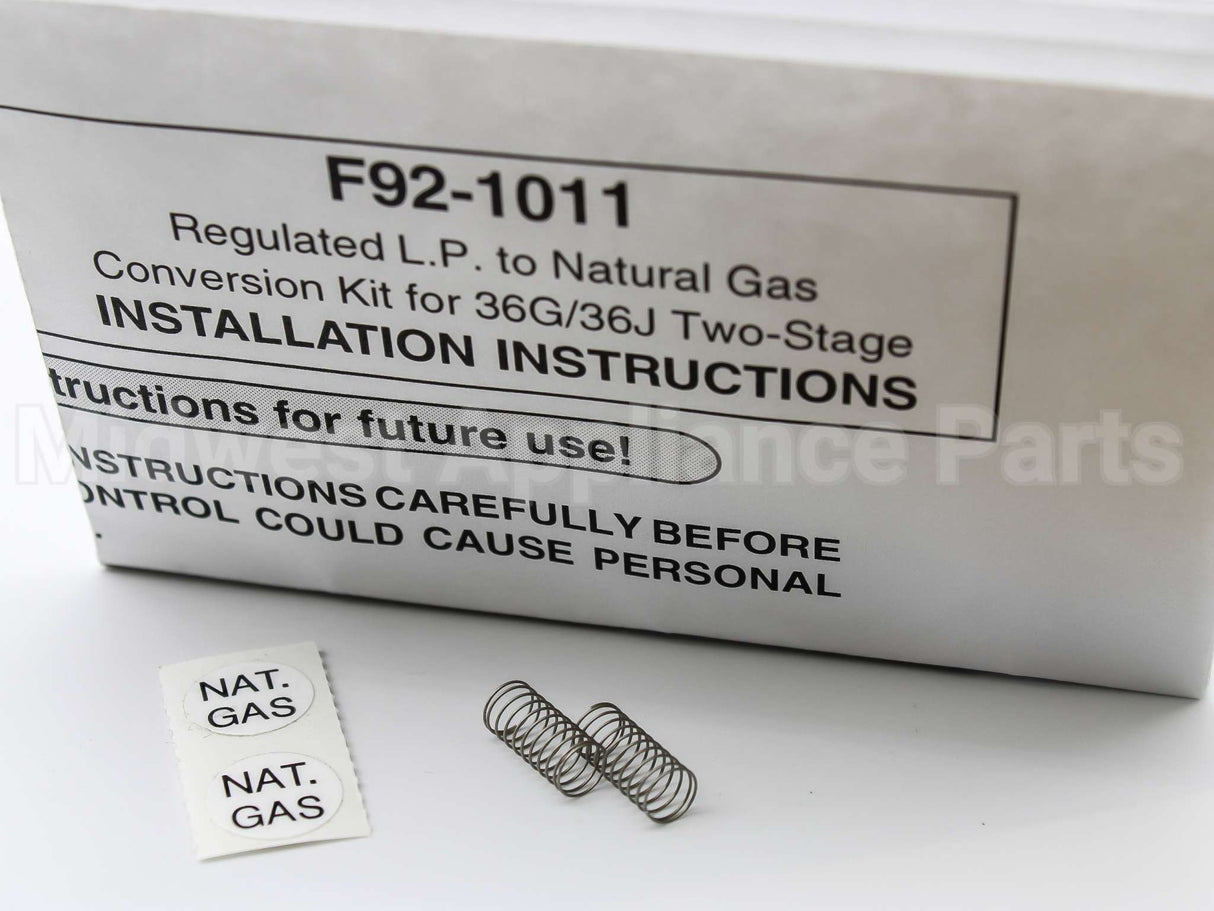 F92-1011
Regulated L.P. to Natural Gas
Conversion Kit for 36G/36J Two-Stage
INSTALLATION INSTRUCTIONS
tructions for future use!
Midwest Appliance Parts
NSTRUCTIONS CAREFULLY BEFORE
ONTROL COULD CAUSE PERSONAL
.
NAT.
GAS
NAT.
GAS